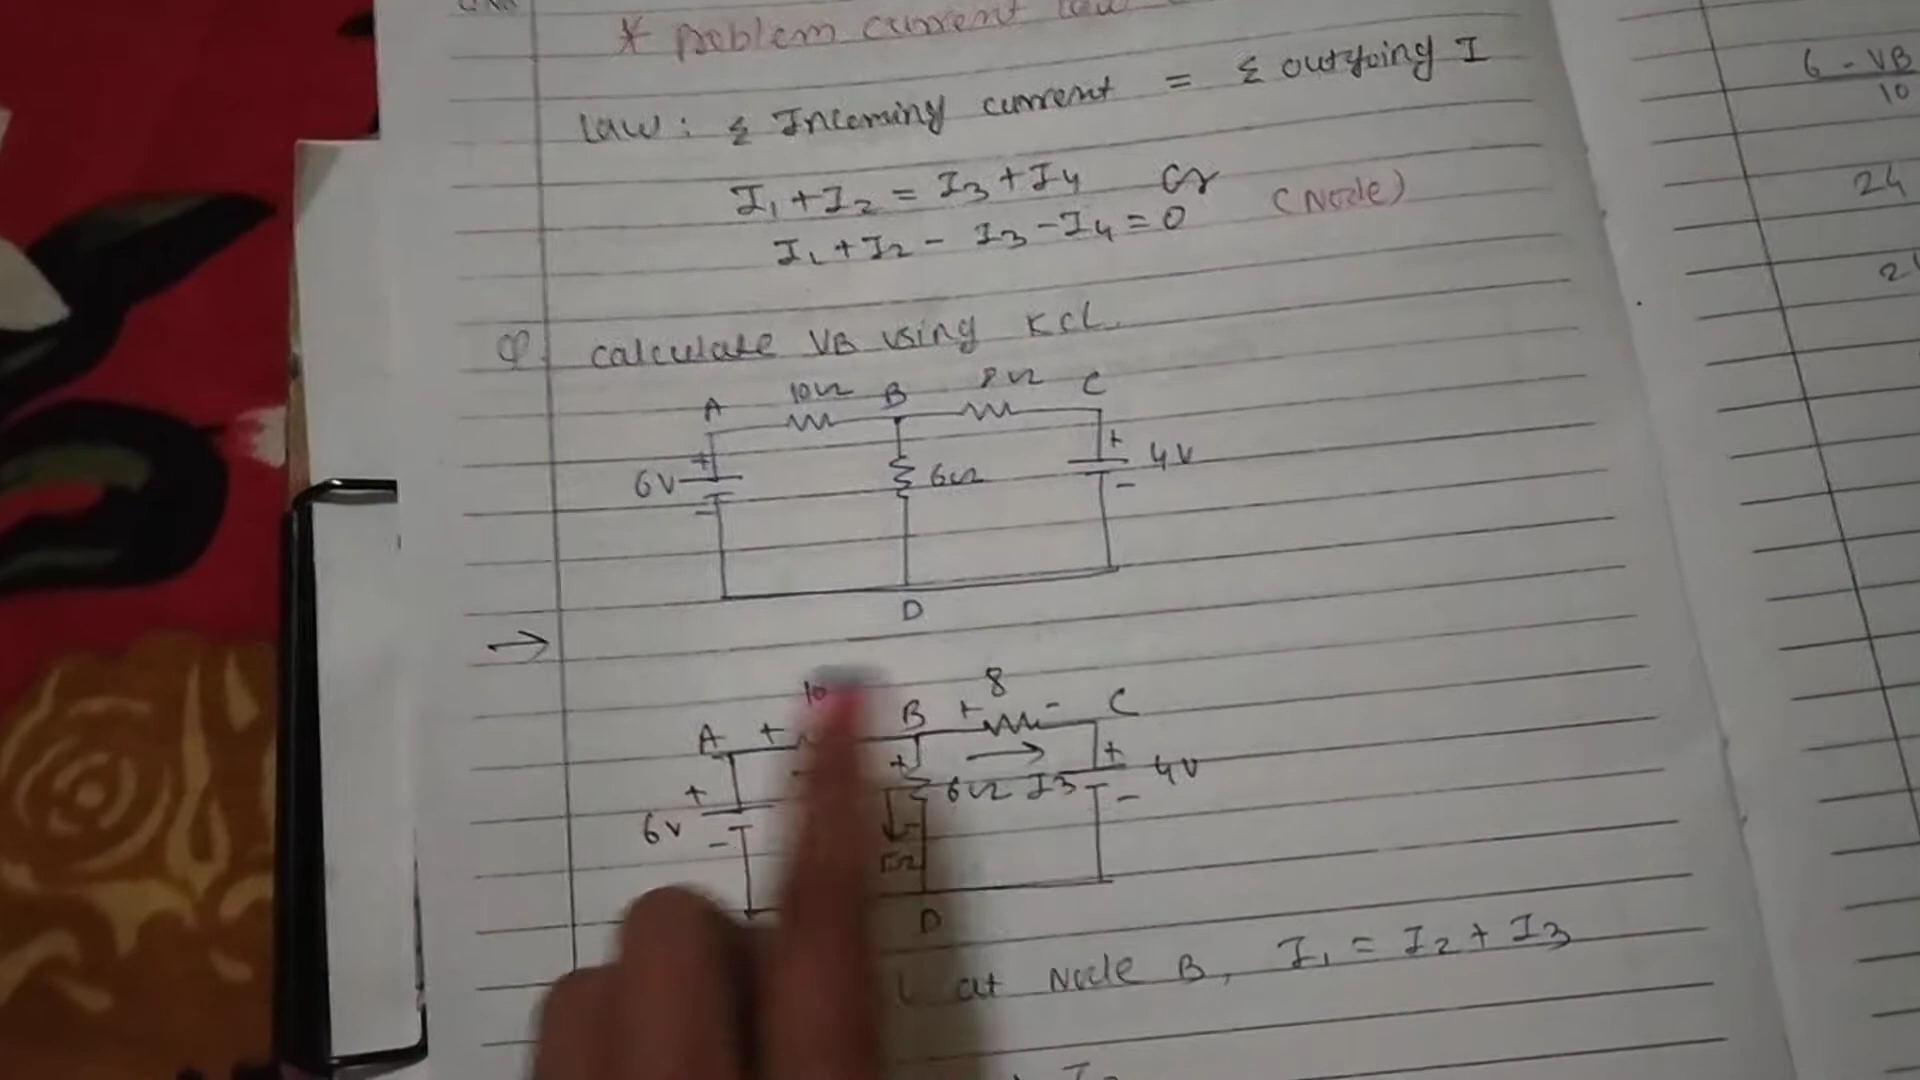 * problem current law
Law : Σ Incoming current = Σ outgoing I
I₁ + I₂ = I₃ + I₄ or
I₁ + I₂ - I₃ - I₄ = 0 (Node)
Q. calculate VB using KCL.
A 10Ω B 8Ω C
6V + - 6Ω + - 4V
D
→
10 8
A + B + - C
+ 6V - + 6Ω I3 + - 4V
I2
D
at Node B, I₁ = I₂ + I₃
6 - VB
10
24